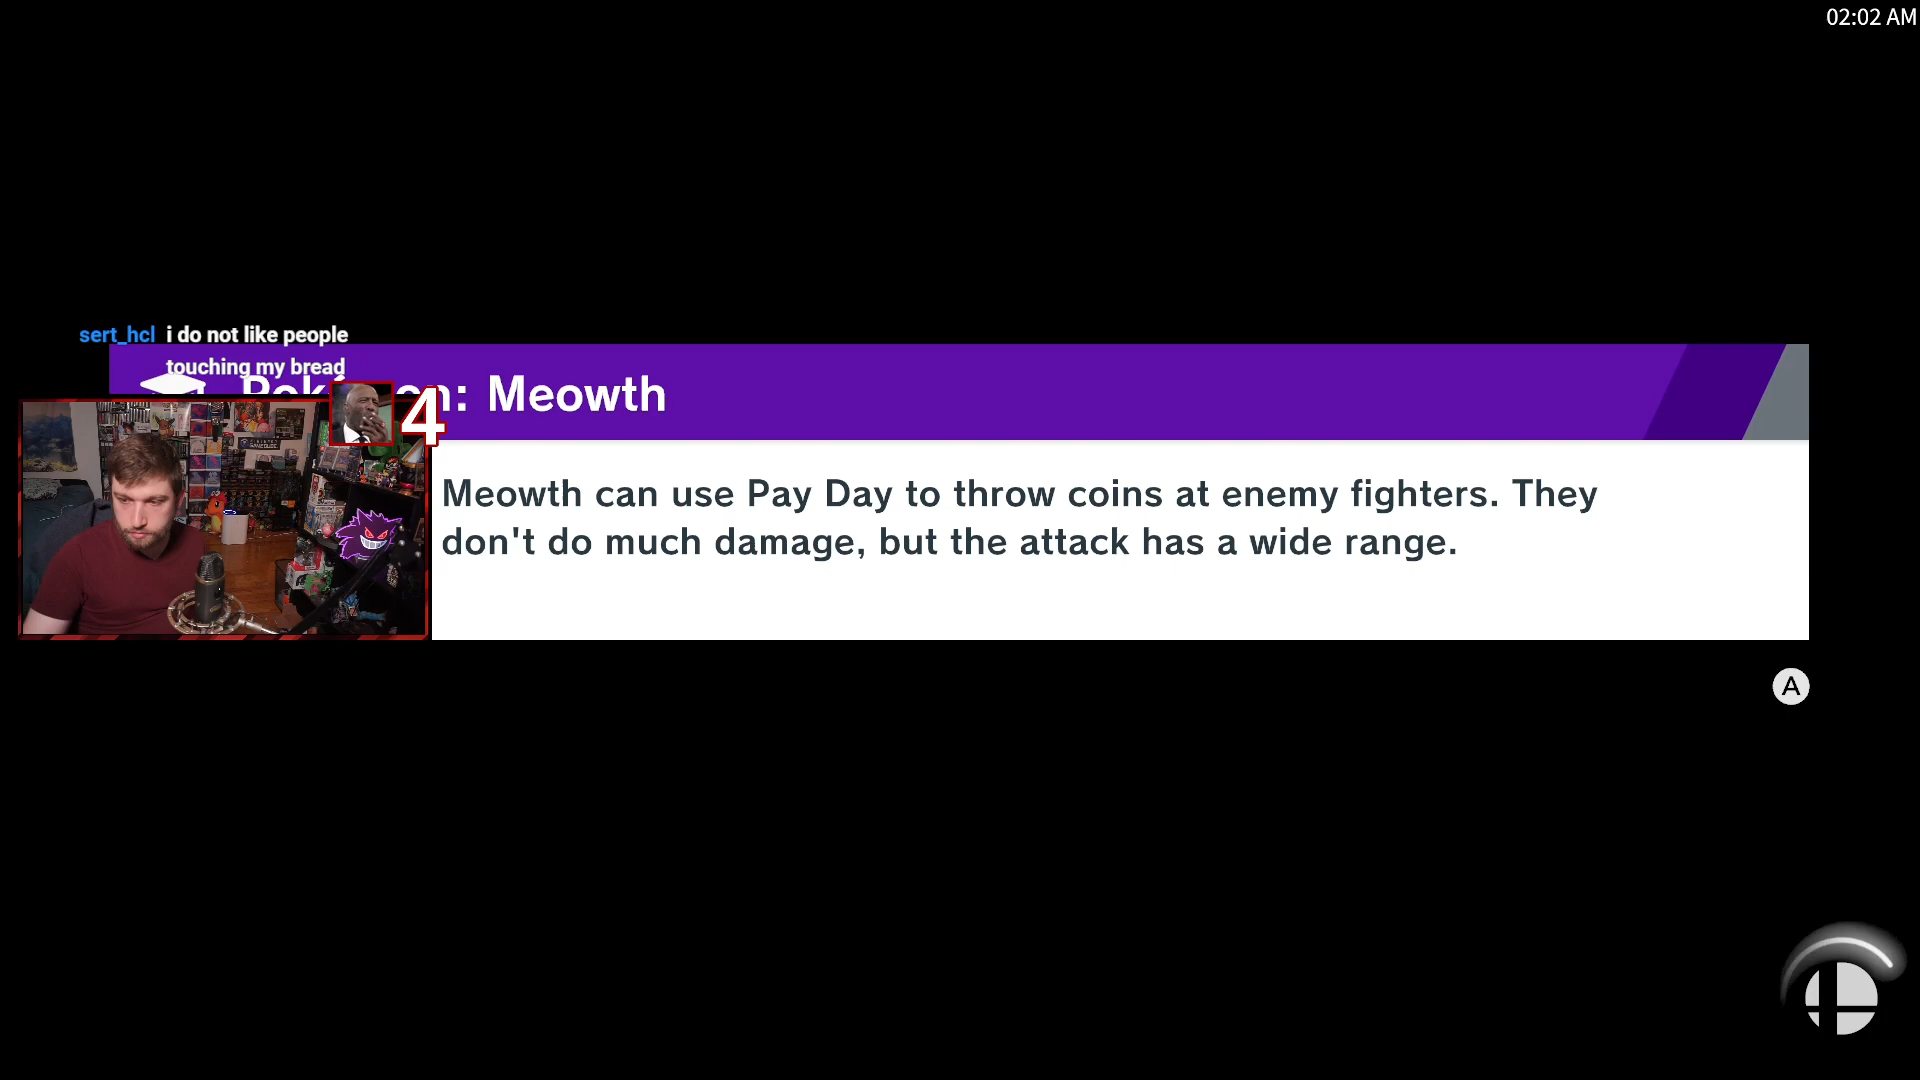 02:02 AM
sert_hcl i do not like people
touching my bread
: Meowth
4
Meowth can use Pay Day to throw coins at enemy fighters. They
don't do much damage, but the attack has a wide range.
A